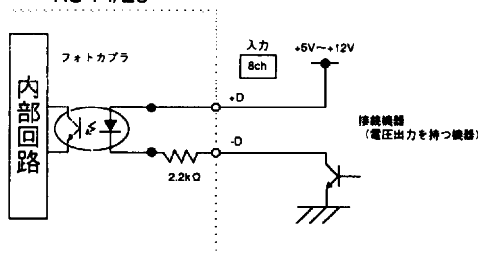 フォトカプラ
入力
8ch
+5V～+12V
内部回路
+D
-D
2.2kΩ
接続機器
（電圧出力を持つ機器）